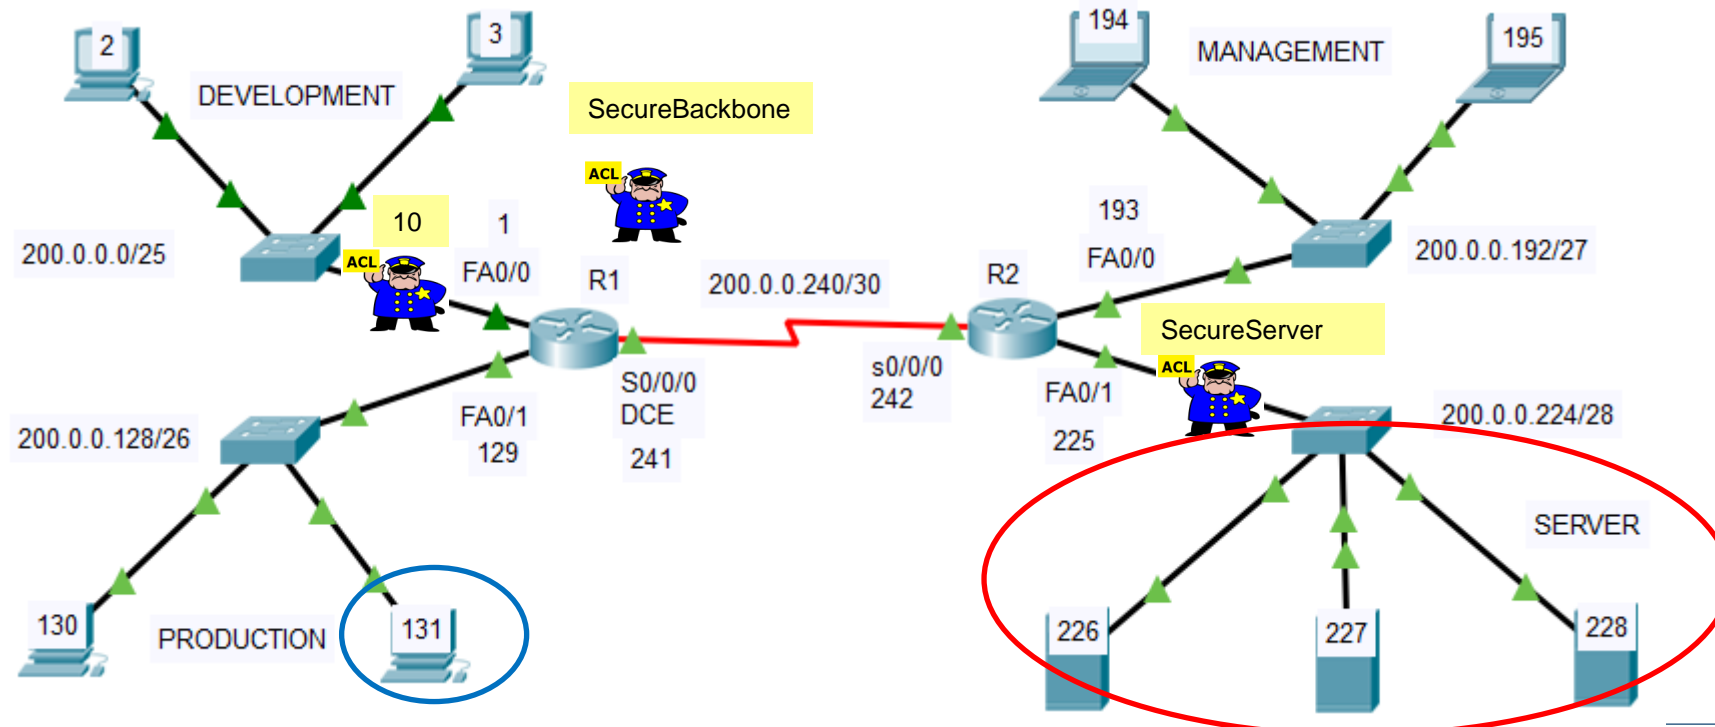 2
3
DEVELOPMENT
SecureBackbone
194
MANAGEMENT
195
ACL
10
1
193
200.0.0.0/25
ACL
FA0/0
R1
200.0.0.240/30
R2
FA0/0
200.0.0.192/27
SecureServer
ACL
200.0.0.128/26
FA0/1
129
S0/0/0
DCE
241
s0/0/0
242
FA0/1
225
200.0.0.224/28
SERVER
130
PRODUCTION
131
226
227
228